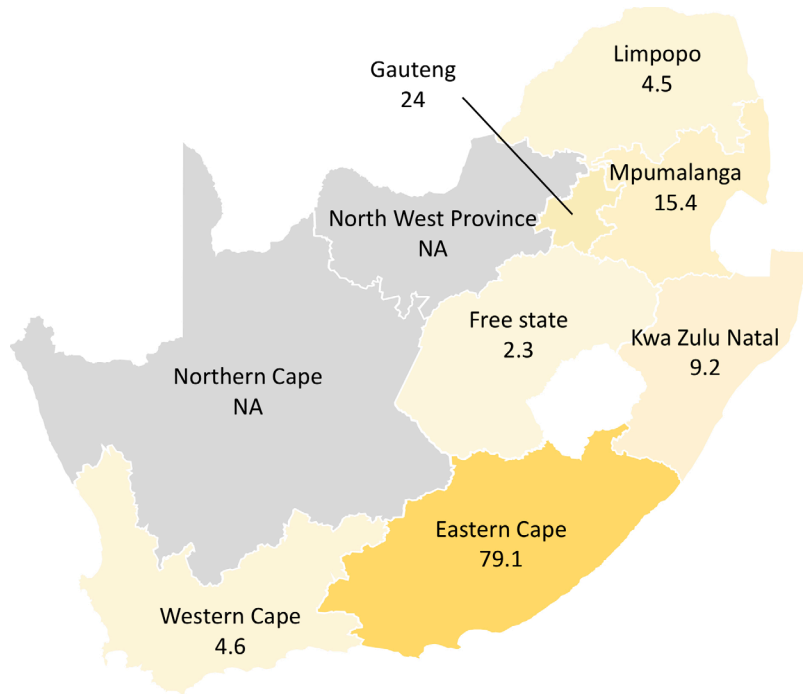 Limpopo
4.5
Gauteng
24
Mpumalanga
15.4
North West Province
NA
Free state
2.3
Kwa Zulu Natal
9.2
Northern Cape
NA
Eastern Cape
79.1
Western Cape
4.6